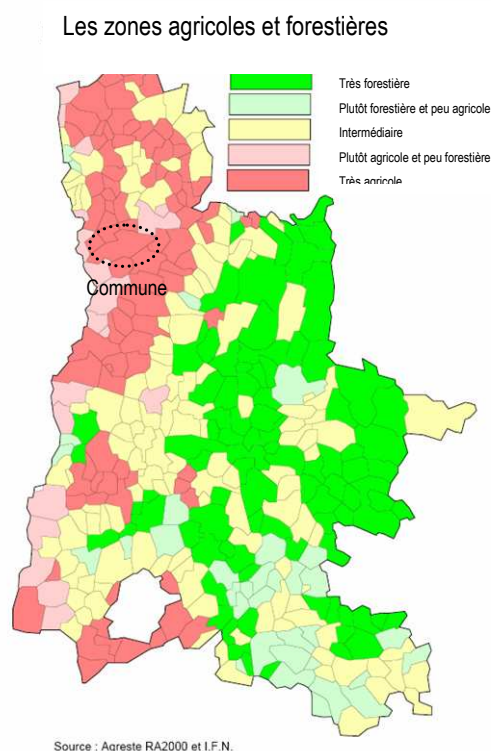 Les zones agricoles et forestières
Très forestière
Plutôt forestière et peu agricole
Intermédiaire
Plutôt agricole et peu forestière
Très agricole
Commune
Source : Agreste RA2000 et I.F.N.